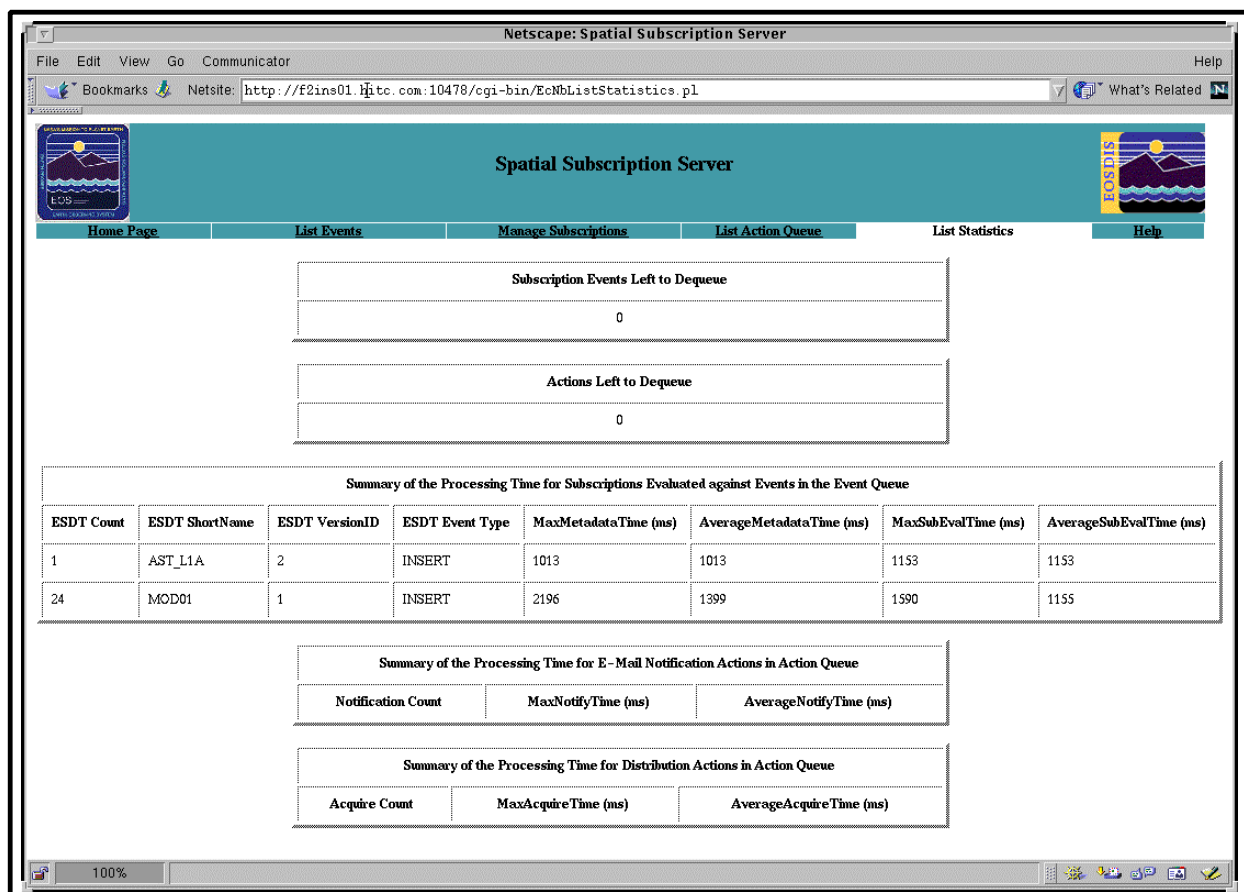 Netscape: Spatial Subscription Server
File Edit View Go Communicator Help
Bookmarks Netsite: http://f2ins01.hitc.com:10478/cgi-bin/EcNbListStatistics.pl What's Related N
EOS
Spatial Subscription Server
EOSDIS
Home Page List Events Manage Subscriptions List Action Queue List Statistics Help
Subscription Events Left to Dequeue
0
Actions Left to Dequeue
0
Summary of the Processing Time for Subscriptions Evaluated against Events in the Event Queue
ESDT Count ESDT ShortName ESDT VersionID ESDT Event Type MaxMetadataTime (ms) AverageMetadataTime (ms) MaxSubEvalTime (ms) AverageSubEvalTime (ms)
1 AST_L1A 2 INSERT 1013 1013 1153 1153
24 MOD01 1 INSERT 2196 1399 1590 1155
Summary of the Processing Time for E-Mail Notification Actions in Action Queue
Notification Count MaxNotifyTime (ms) AverageNotifyTime (ms)
Summary of the Processing Time for Distribution Actions in Action Queue
Acquire Count MaxAcquireTime (ms) AverageAcquireTime (ms)
100%